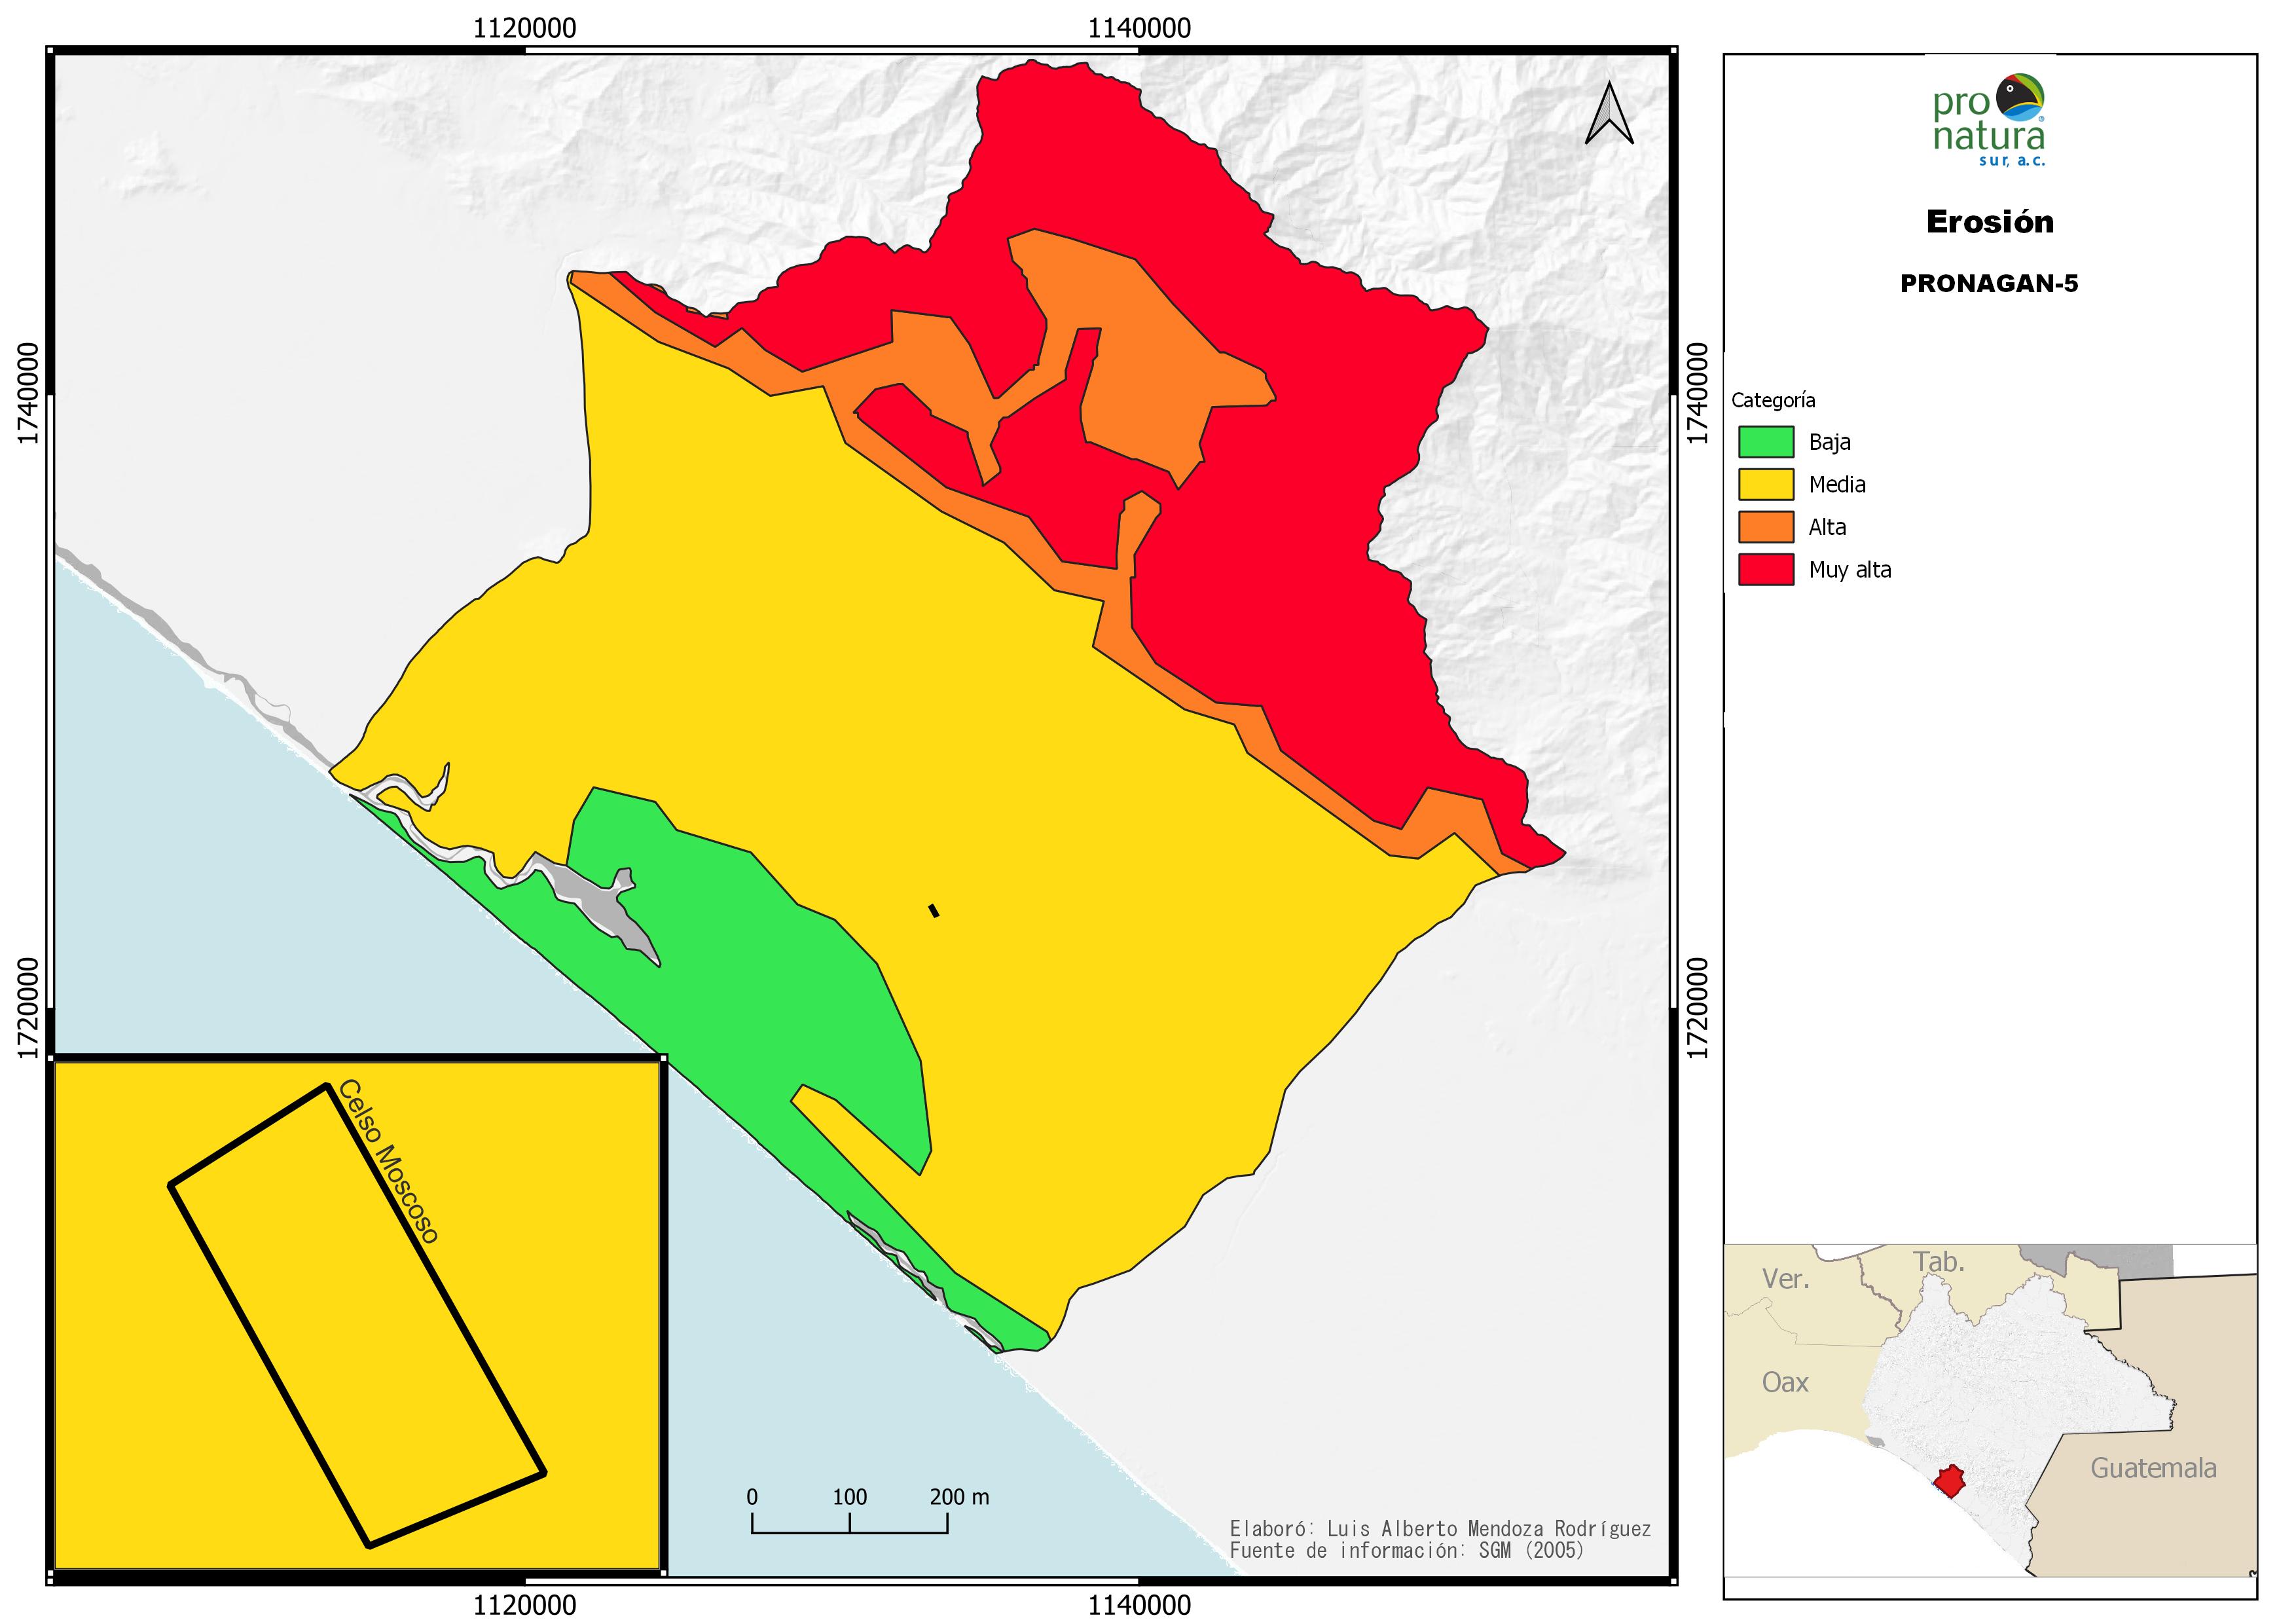 1120000
1140000
1740000
1740000
1720000
1720000
1120000
1140000
Celso Moscoso
0 100 200 m
Elaboró: Luis Alberto Mendoza Rodríguez
Fuente de información: SGM (2005)
pro
natura
sur, a.c.
Erosión
PRONAGAN-5
Categoría
Baja
Media
Alta
Muy alta
Ver.
Tab.
Oax
Guatemala